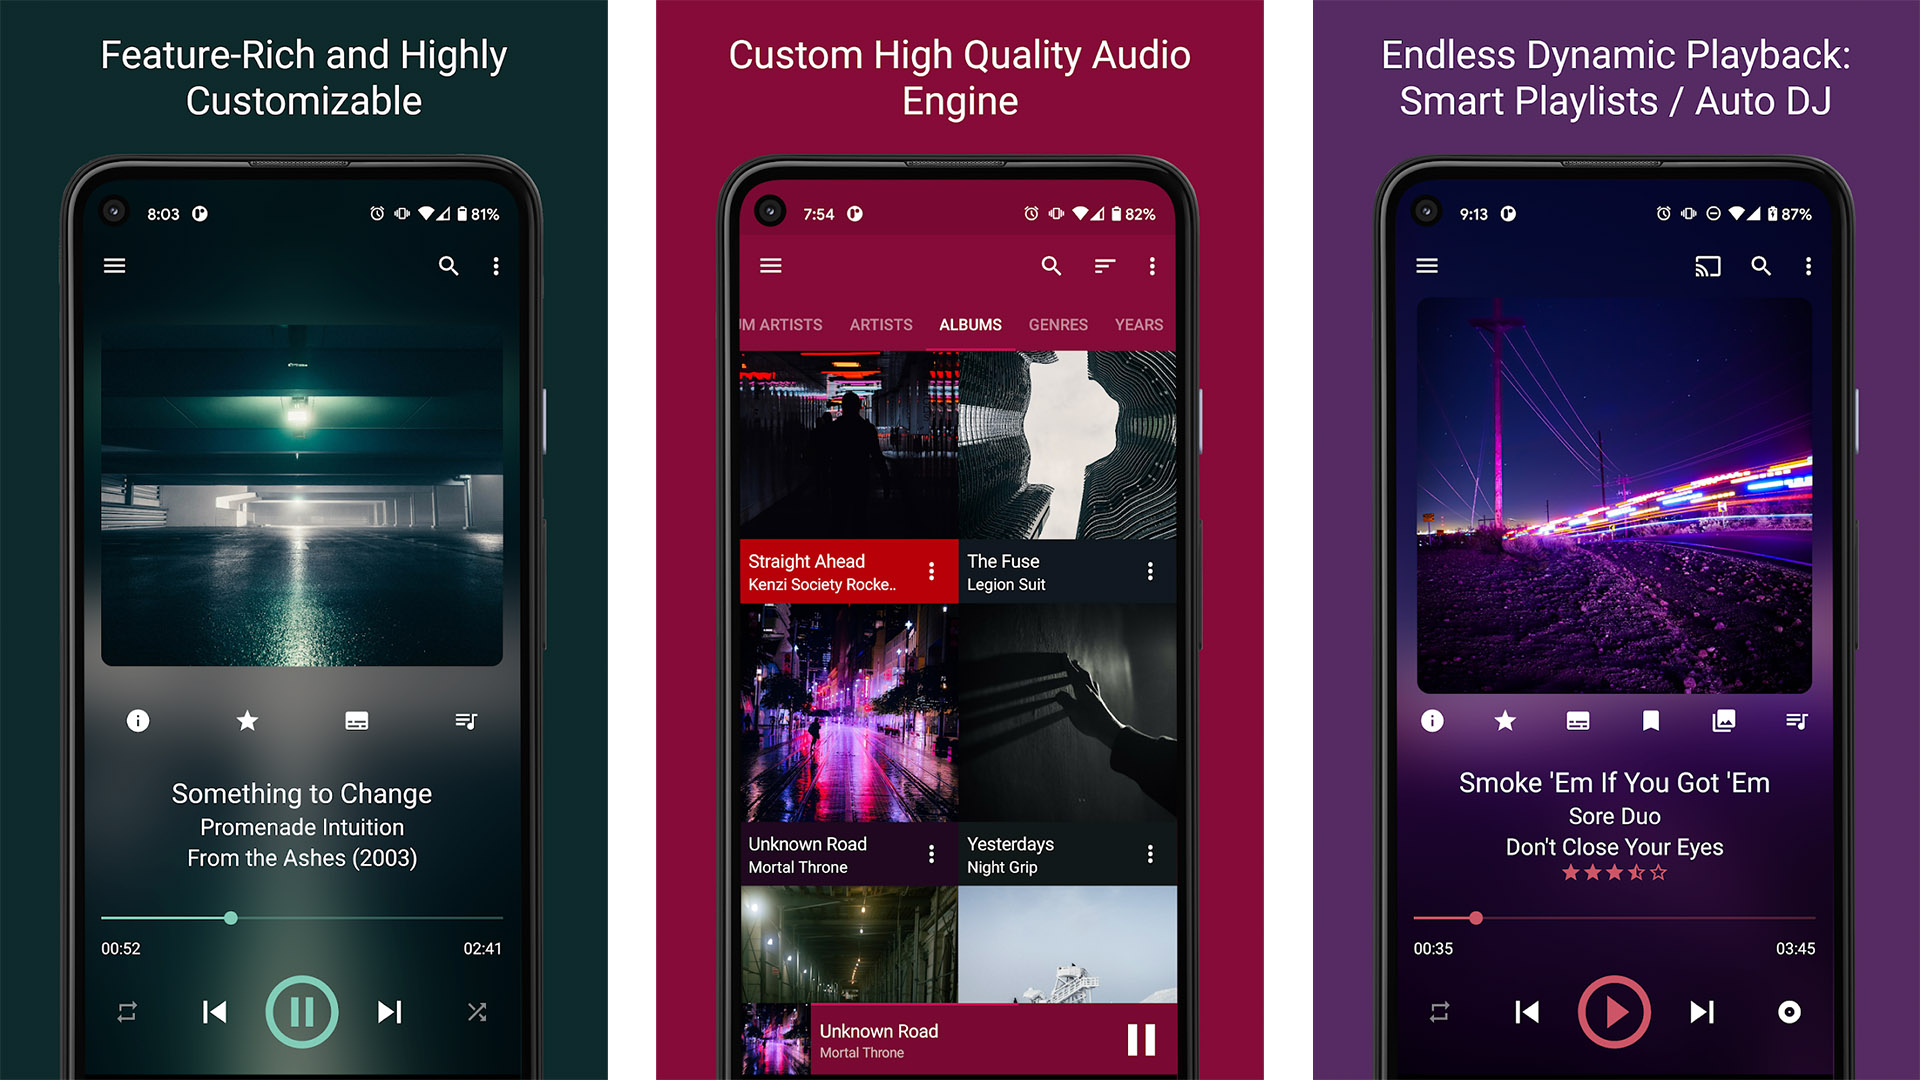 Feature-Rich and Highly
Customizable
8:03
81%
Something to Change
Promenade Intuition
From the Ashes (2003)
00:52
02:41
Custom High Quality Audio
Engine
7:54
82%
UM ARTISTS
ARTISTS
ALBUMS
GENRES
YEARS
Straight Ahead
Kenzi Society Rocke..
The Fuse
Legion Suit
Unknown Road
Mortal Throne
Yesterdays
Night Grip
Unknown Road
Mortal Throne
Endless Dynamic Playback:
Smart Playlists / Auto DJ
9:13
87%
Smoke 'Em If You Got 'Em
Sore Duo
Don't Close Your Eyes
00:35
03:45